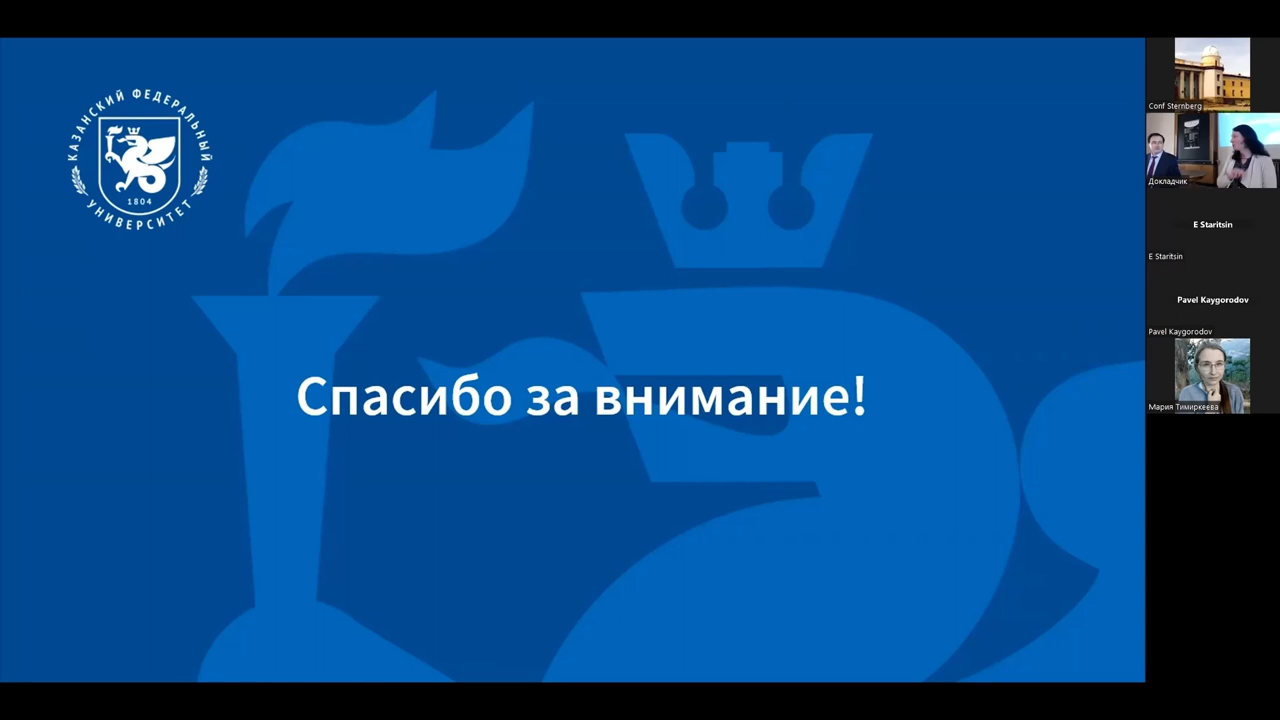 КАЗАНСКИЙ ФЕДЕРАЛЬНЫЙ
1804
УНИВЕРСИТЕТ
Спасибо за внимание!
Conf Sternberg
Докладчик
E Staritsin
E Staritsin
Pavel Kaygorodov
Pavel Kaygorodov
Мария Тимиркеева